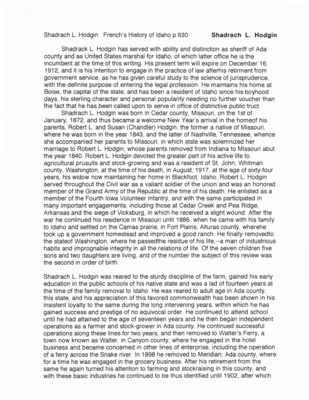 Shadrach L. Hodgin   French's History of Idaho p 630   Shadrach L. Hodgin
Shadrack L. Hodgin has served with ability and distinction as sheriff of Ada
county and as United States marshal for Idaho, of which latter office he is the
incumbent at the time of this writing. His present term will expire on December 16,
1912, and it is his intention to engage in the practice of law afterhis retirment from
government service, as he has given careful study to the science of jurisprudence,
with the definite purpose of entering the legal profession. He maintains his home at
Boise, the capital of the state, and has been a resident of Idaho since his boyhood
days, his sterling character and personal popularity needing no further voucher than
the fact that he has been called upon to serve in office of distinctive public trust.
Shadrach L. Hodgin was born in Cedar county, Missouri, on the 1st of
January, 1872, and thus became a welcome New Year's arrival in the homeof his
parents, Robert L. and Susan (Chandler) Hodgin, the former a native of Missouri,
where he was born in the year 1843, and the latter of Nashville, Tennessee, whence
she accompanied her parents to Missouri, in which state was solemnized her
marriage to Robert L. Hodgin, whose parents removed from Indiana to Missouri abut
the year 1840. Robert L. Hodgin devoted the greater part of his active life to
agricultural prusuits and stock-growing and was a resident of St. John, Whitman
county, Washington, at the time of his death, in August, 1917, at the age of sixty-four
years, his widow now maintaining her home in Blackfoot, Idaho. Robert L. Hodgin
served throughout the Civil war as a valiant soldier of the union and was an honored
member of the Grand Army of the Republic at the time of his death. He enlisted as a
member of the Fourth Iowa Volunteer Infantry, and with the same participated in
many important engagements, including those at Cedar Creek and Pea Ridge,
Arkansas and the siege of Vicksburg, in which he received a slight wound. After the
war he continued his residence in Missouri until 1886, when he came with his family
to Idaho and settled on the Camas prairie, in Fort Plains, Alturas county, wherehe
took up a government homestead and improved a good ranch. He finally removedto
the stateof Washington, where he passedthe residue of his life,--a man of industrious
habits and impregnable integrity in all the relations of life. Of the seven children five
sons and two daughters are living, and of the number the subject of this review was
the second in order of birth.
Shadrach L. Hodgin was reared to the sturdy discipline of the farm, gained his early
education in the public schools of his native state and was a lad of fourteen years at
the time of the family removal to Idaho. He was reared to adult age in Ada county,
this state, and his appreciation of this favored commonwealth has been shown in his
insistent loyalty to the same during the long intervening years, within which he has
gained success and prestige of no equivocal order. He continued to attend school
until he had attained to the age of seventeen years and he then began independent
operations as a farmer and stock-grower in Ada county. He continued successful
operations along these lines for two years, and then removed to Walter's Ferry, a
town now known as Walter, in Canyon county, where he engaged in the hotel
business and became concerned in other lines of enterprise, including the operation
of a ferry across the Snake river. In 1898 he removed to Meridian, Ada county, where
for a time he was engaged in the grocery business. After his retirement from the
same he again turned his attention to farming and stockraising in this county, and
with these basic industries he continued to be thus identified until 1902, after which